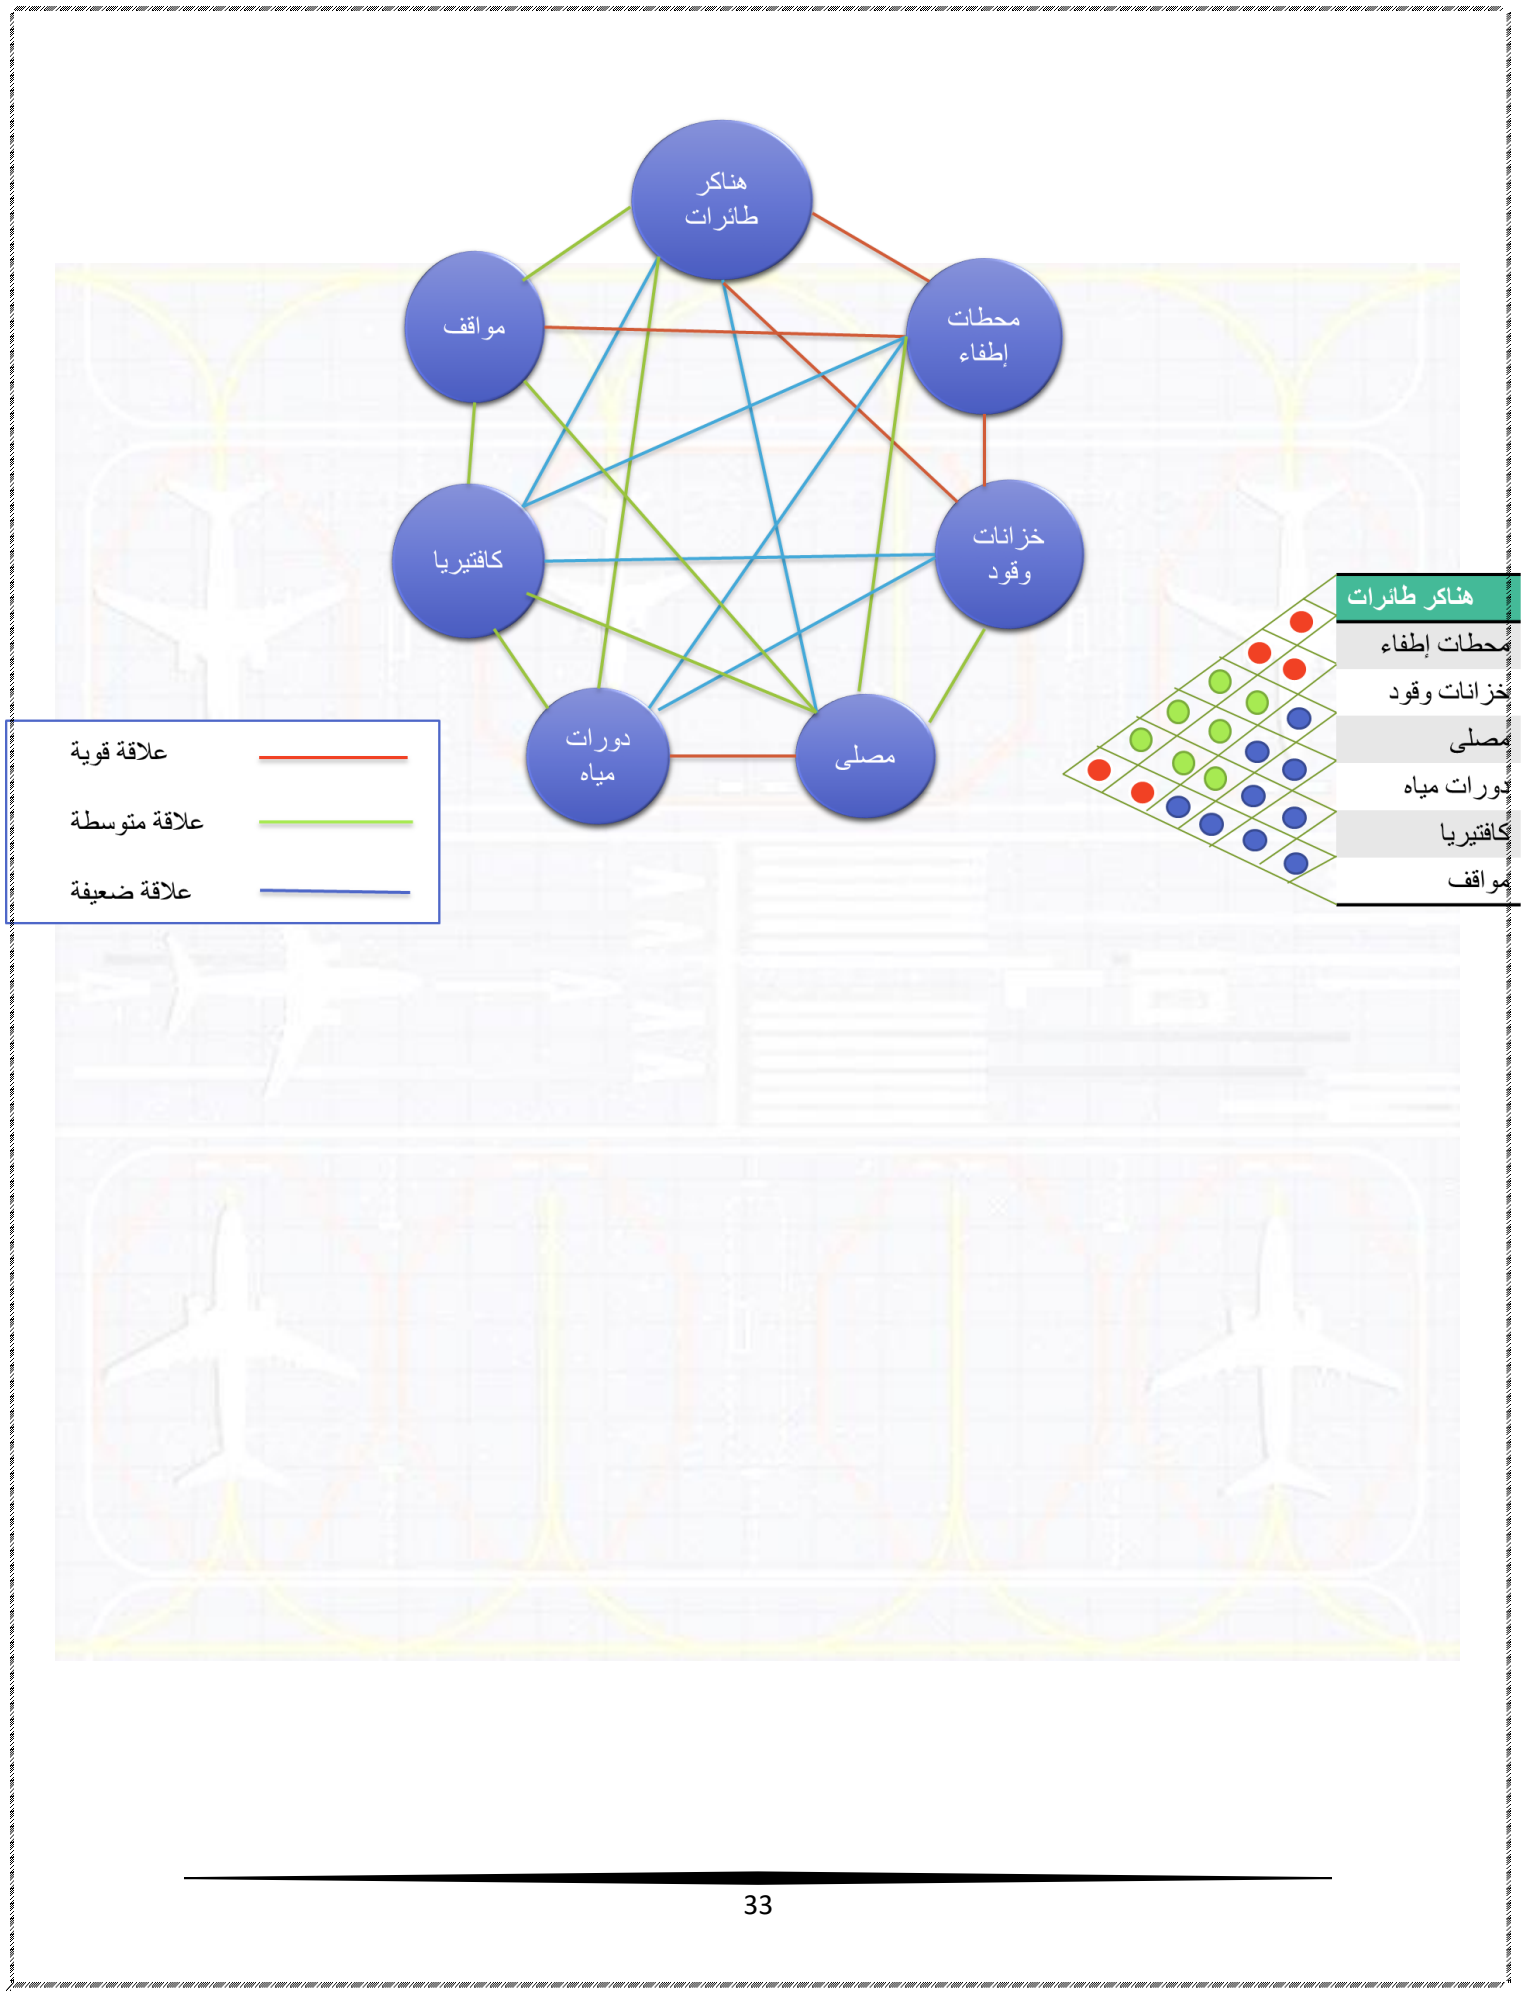 هناكر
طائرات
محطات
إطفاء
مواقف
خزانات
وقود
كافتيريا
دورات
مياه
مصلى
هناكر طائرات
محطات إطفاء
خزانات وقود
مصلى
دورات مياه
كافتيريا
مواقف
علاقة قوية
علاقة متوسطة
علاقة ضعيفة
33